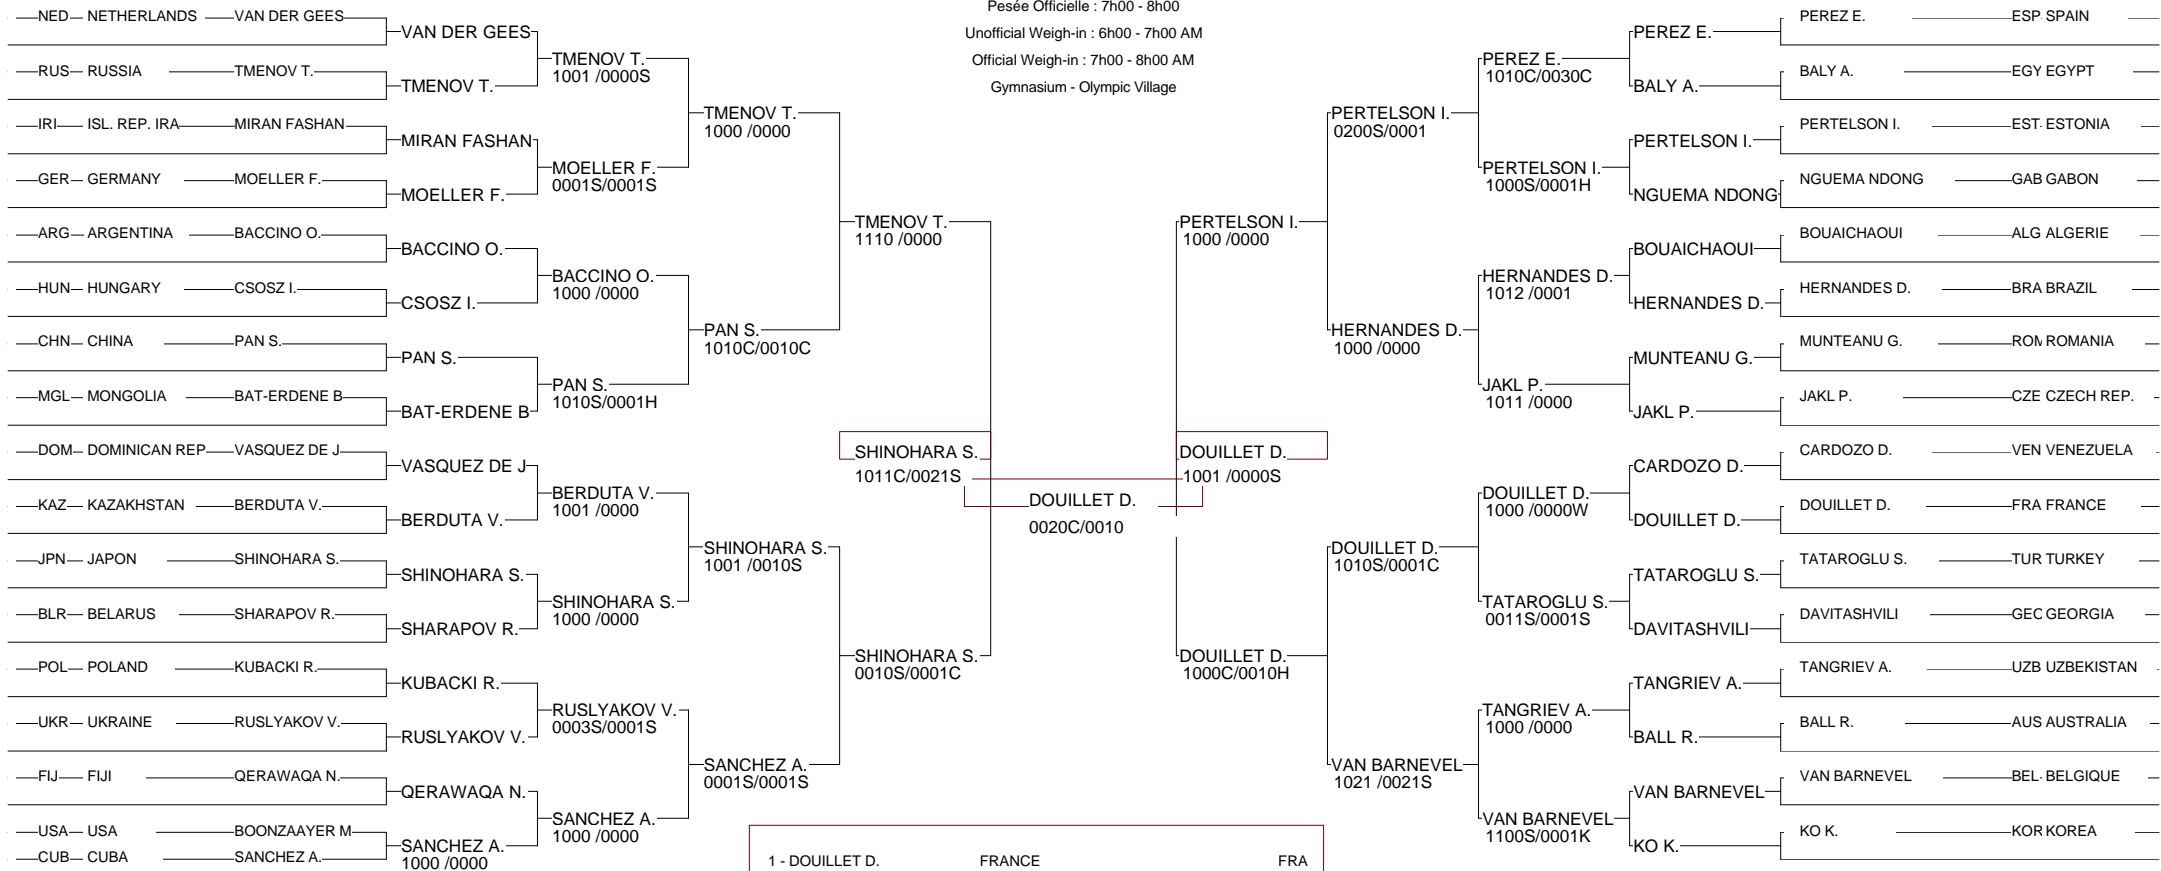 Pesée Officielle : 7h00 - 8h00
Unofficial Weigh-in : 6h00 - 7h00 AM
Official Weigh-in : 7h00 - 8h00 AM
Gymnasium - Olympic Village
NED NETHERLANDS VAN DER GEES
RUS RUSSIA TMENOV T.
IRI ISL. REP. IRA MIRAN FASHAN
GER GERMANY MOELLER F.
ARG ARGENTINA BACCINO O.
HUN HUNGARY CSOSZ I.
CHN CHINA PAN S.
MGL MONGOLIA BAT-ERDENE B
DOM DOMINICAN REP VASQUEZ DE J
KAZ KAZAKHSTAN BERDUTA V.
JPN JAPON SHINOHARA S.
BLR BELARUS SHARAPOV R.
POL POLAND KUBACKI R.
UKR UKRAINE RUSLYAKOV V.
FIJ FIJI QERAWAQA N.
USA USA BOONZAAYER M
CUB CUBA SANCHEZ A.
VAN DER GEES
TMENOV T.
MIRAN FASHAN
MOELLER F.
BACCINO O.
CSOSZ I.
PAN S.
BAT-ERDENE B
VASQUEZ DE J
BERDUTA V.
SHINOHARA S.
SHARAPOV R.
KUBACKI R.
RUSLYAKOV V.
QERAWAQA N.
SANCHEZ A.
1000 /0000
TMENOV T.
1001 /0000S
MOELLER F.
0001S/0001S
BACCINO O.
1000 /0000
PAN S.
1010S/0001H
BERDUTA V.
1001 /0000
SHINOHARA S.
1000 /0000
RUSLYAKOV V.
0003S/0001S
SANCHEZ A.
1000 /0000
TMENOV T.
1000 /0000
PAN S.
1010C/0010C
SHINOHARA S.
1001 /0010S
SANCHEZ A.
0001S/0001S
TMENOV T.
1110 /0000
SHINOHARA S.
0010S/0001C
SHINOHARA S.
1011C/0021S
DOUILLET D.
0020C/0010
DOUILLET D.
1001 /0000S
PERTELSON I.
1000 /0000
DOUILLET D.
1000C/0010H
PERTELSON I.
0200S/0001
HERNANDES D.
1000 /0000
DOUILLET D.
1010S/0001C
VAN BARNEVEL
1021 /0021S
PEREZ E.
1010C/0030C
PERTELSON I.
1000S/0001H
HERNANDES D.
1012 /0001
JAKL P.
1011 /0000
DOUILLET D.
1000 /0000W
TATAROGLU S.
0011S/0001S
TANGRIEV A.
1000 /0000
VAN BARNEVEL
1100S/0001K
PEREZ E.
BALY A.
PERTELSON I.
NGUEMA NDONG
BOUAICHAOUI
HERNANDES D.
MUNTEANU G.
JAKL P.
CARDOZO D.
DOUILLET D.
TATAROGLU S.
DAVITASHVILI
TANGRIEV A.
BALL R.
VAN BARNEVEL
KO K.
PEREZ E. ESP SPAIN
BALY A. EGY EGYPT
PERTELSON I. EST ESTONIA
NGUEMA NDONG GAB GABON
BOUAICHAOUI ALG ALGERIE
HERNANDES D. BRA BRAZIL
MUNTEANU G. ROM ROMANIA
JAKL P. CZE CZECH REP.
CARDOZO D. VEN VENEZUELA
DOUILLET D. FRA FRANCE
TATAROGLU S. TUR TURKEY
DAVITASHVILI GEO GEORGIA
TANGRIEV A. UZB UZBEKISTAN
BALL R. AUS AUSTRALIA
VAN BARNEVEL BEL BELGIQUE
KO K. KOR KOREA
1 - DOUILLET D. FRANCE FRA